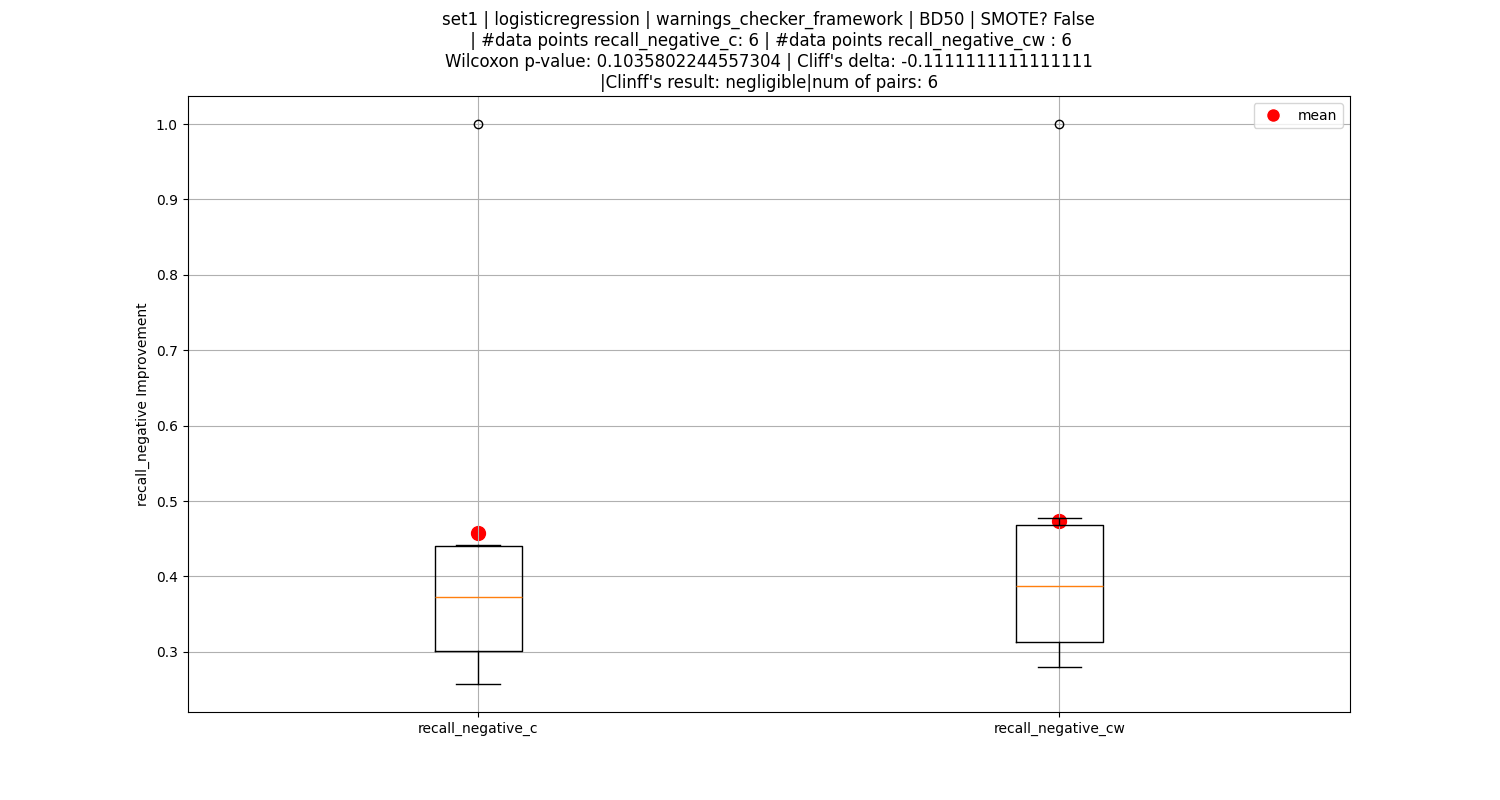 set1 | logisticregression | warnings_checker_framework | BD50 | SMOTE? False
| #data points recall_negative_c: 6 | #data points recall_negative_cw : 6
Wilcoxon p-value: 0.1035802244557304 | Cliff's delta: -0.1111111111111111
|Clinff's result: negligible|num of pairs: 6
mean
1.0
0.9
0.8
0.7
0.6
0.5
0.4
0.3
recall_negative Improvement
recall_negative_c
recall_negative_cw